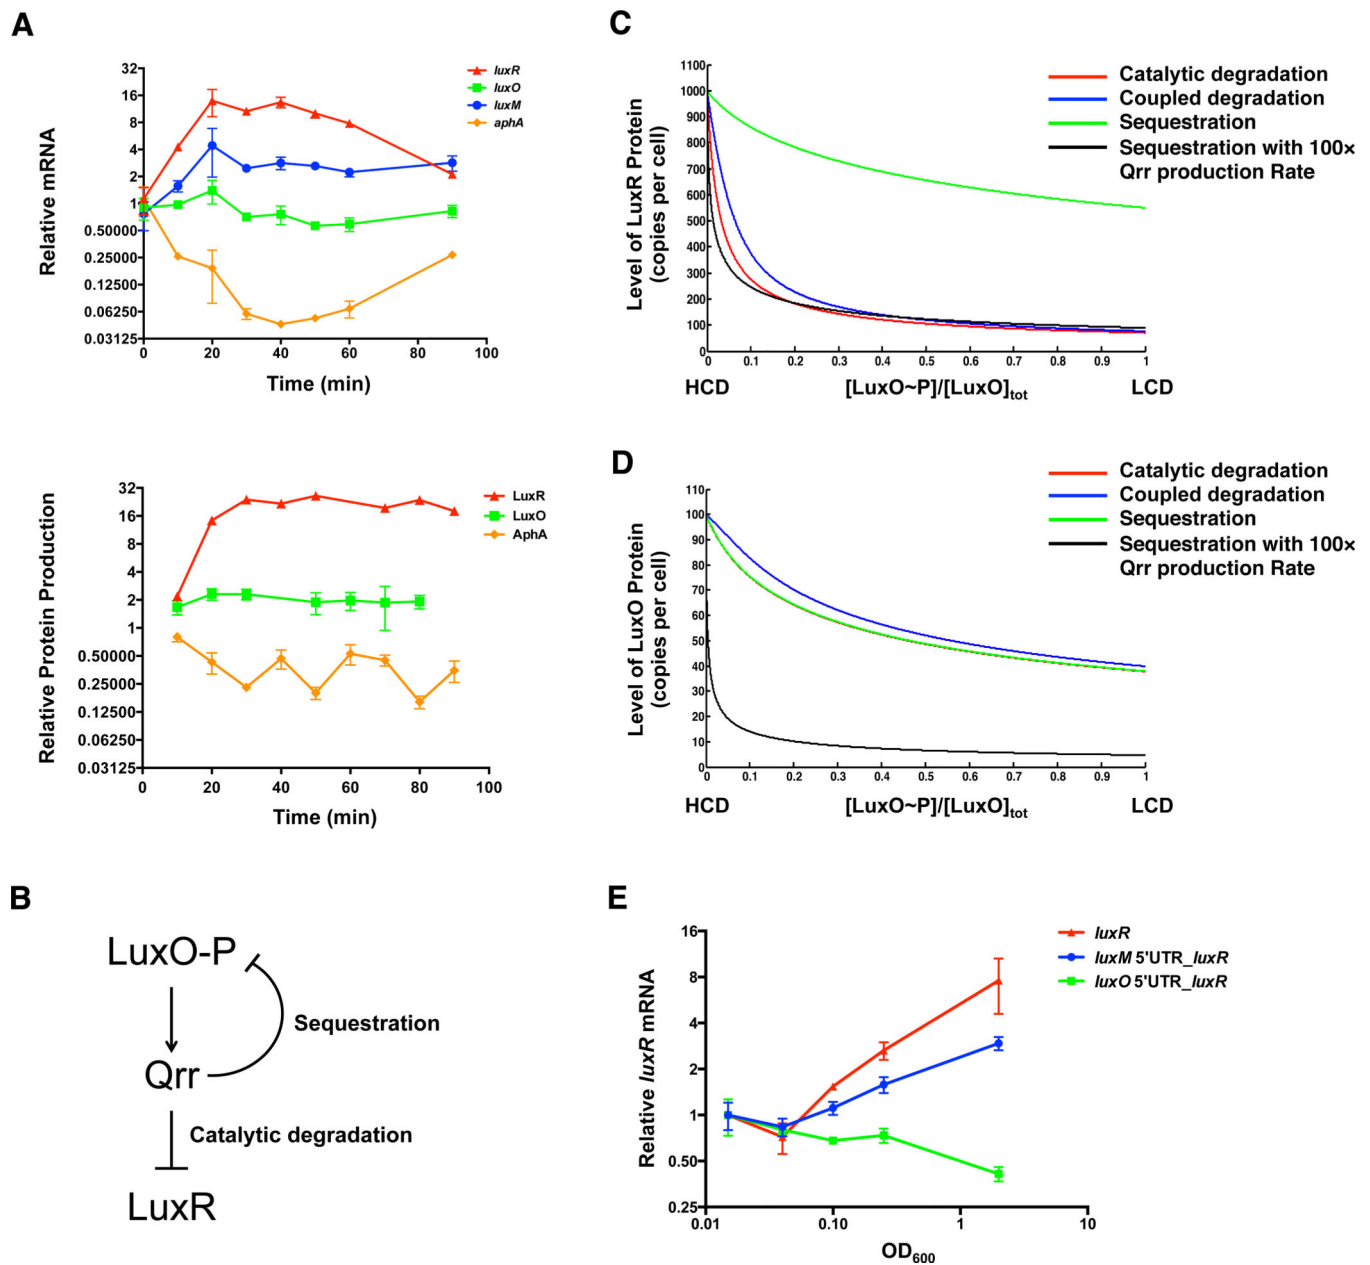 A
32
16
8
4
2
1
0.50000
0.25000
0.12500
0.06250
0.03125
0 20 40 60 80 100
Relative mRNA
Time (min)
luxR
luxO
luxM
aphA
32
16
8
4
2
1
0.50000
0.25000
0.12500
0.06250
0.03125
0 20 40 60 80 100
Relative Protein Production
Time (min)
LuxR
LuxO
AphA
B
LuxO-P
Sequestration
Qrr
Catalytic degradation
LuxR
C
1100
1000
900
800
700
600
500
400
300
200
100
0
0 0.1 0.2 0.3 0.4 0.5 0.6 0.7 0.8 0.9 1
Level of LuxR Protein
(copies per cell)
HCD [LuxO~P]/[LuxO]tot LCD
Catalytic degradation
Coupled degradation
Sequestration
Sequestration with 100×
Qrr production Rate
D
110
100
90
80
70
60
50
40
30
20
10
0
0 0.1 0.2 0.3 0.4 0.5 0.6 0.7 0.8 0.9 1
Level of LuxO Protein
(copies per cell)
HCD [LuxO~P]/[LuxO]tot LCD
Catalytic degradation
Coupled degradation
Sequestration
Sequestration with 100×
Qrr production Rate
E
16
8
4
2
1
0.50
0.25
0.01 0.10 1 10
Relative luxR mRNA
OD600
luxR
luxM 5'UTR_luxR
luxO 5'UTR_luxR